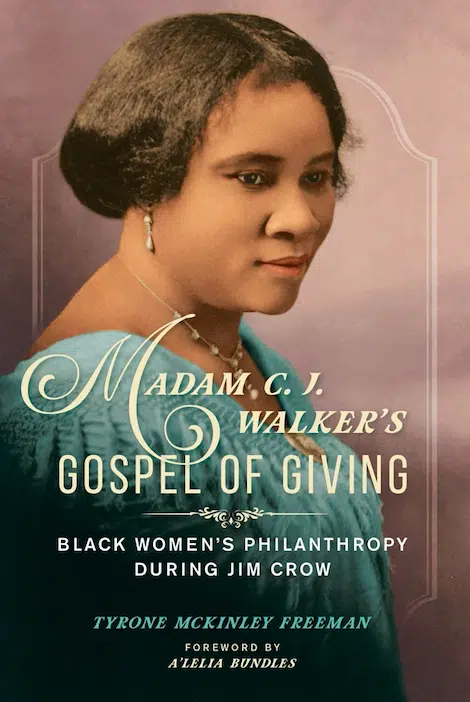 MADAM C. J.
WALKER'S
GOSPEL OF GIVING
BLACK WOMEN'S PHILANTHROPY
DURING JIM CROW
TYRONE MCKINLEY FREEMAN
FOREWORD BY
A'LELIA BUNDLES